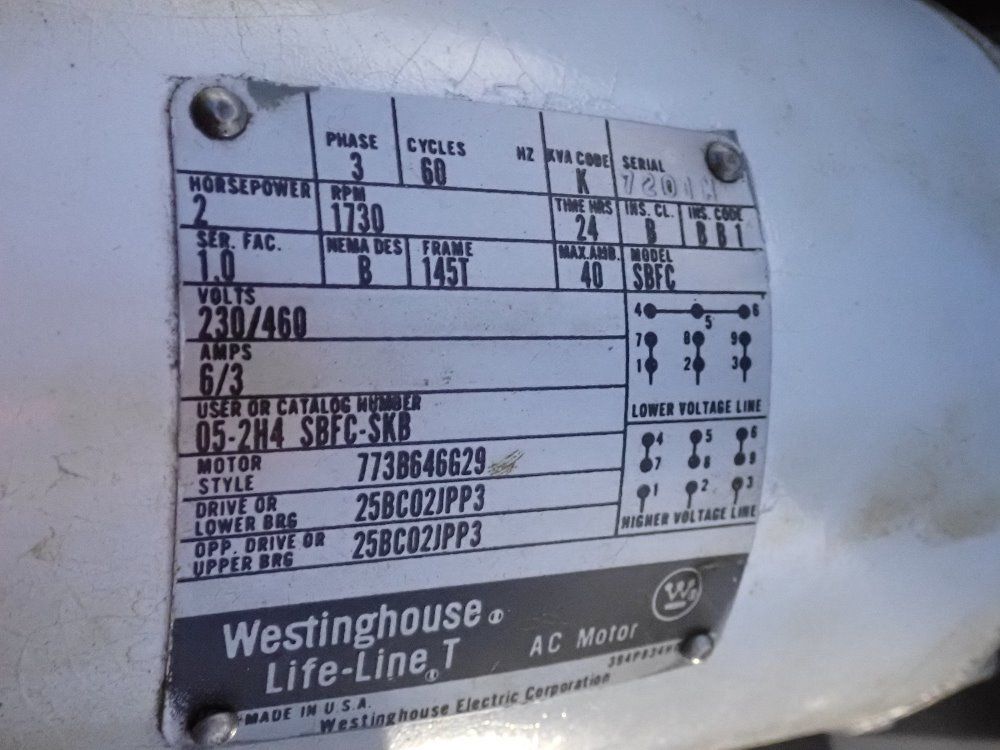 PHASE 3 CYCLES 60 HZ KVA CODE K SERIAL
HORSEPOWER 2 RPM 1730 TIME HRS 24 INS. CL. B INS. CODE B B 1
SER. FAC. 1.0 NEMA DES B FRAME 145T MAX. AMB. 40 MODEL SBFC
VOLTS
230/460
AMPS
6/3
USER OR CATALOG NUMBER
05-2H4 SBFC-SKB
MOTOR STYLE 773B646G29
DRIVE OR LOWER BRG 25BC02JPP3
OPP. DRIVE OR UPPER BRG 25BC02JPP3
4 5 6
7 8 9
1 2 3
LOWER VOLTAGE LINE
4 5 6
7 8 9
1 2 3
HIGHER VOLTAGE LINE
Westinghouse ®
Life-Line ® T AC Motor
MADE IN U.S.A.
Westinghouse Electric Corporation